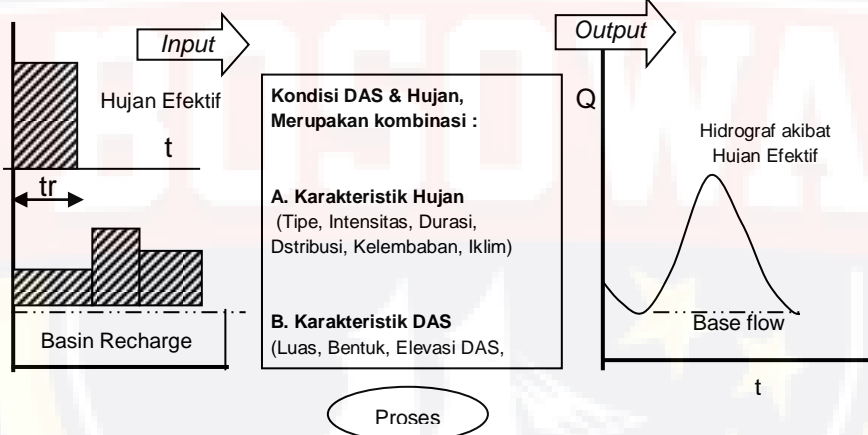 Input
Hujan Efektif
t
tr
Basin Recharge
Kondisi DAS & Hujan,
Merupakan kombinasi :
A. Karakteristik Hujan
(Tipe, Intensitas, Durasi,
Dstribusi, Kelembaban, Iklim)
B. Karakteristik DAS
(Luas, Bentuk, Elevasi DAS,
Proses
Output
Q
Hidrograf akibat
Hujan Efektif
Base flow
t
BOSOWA